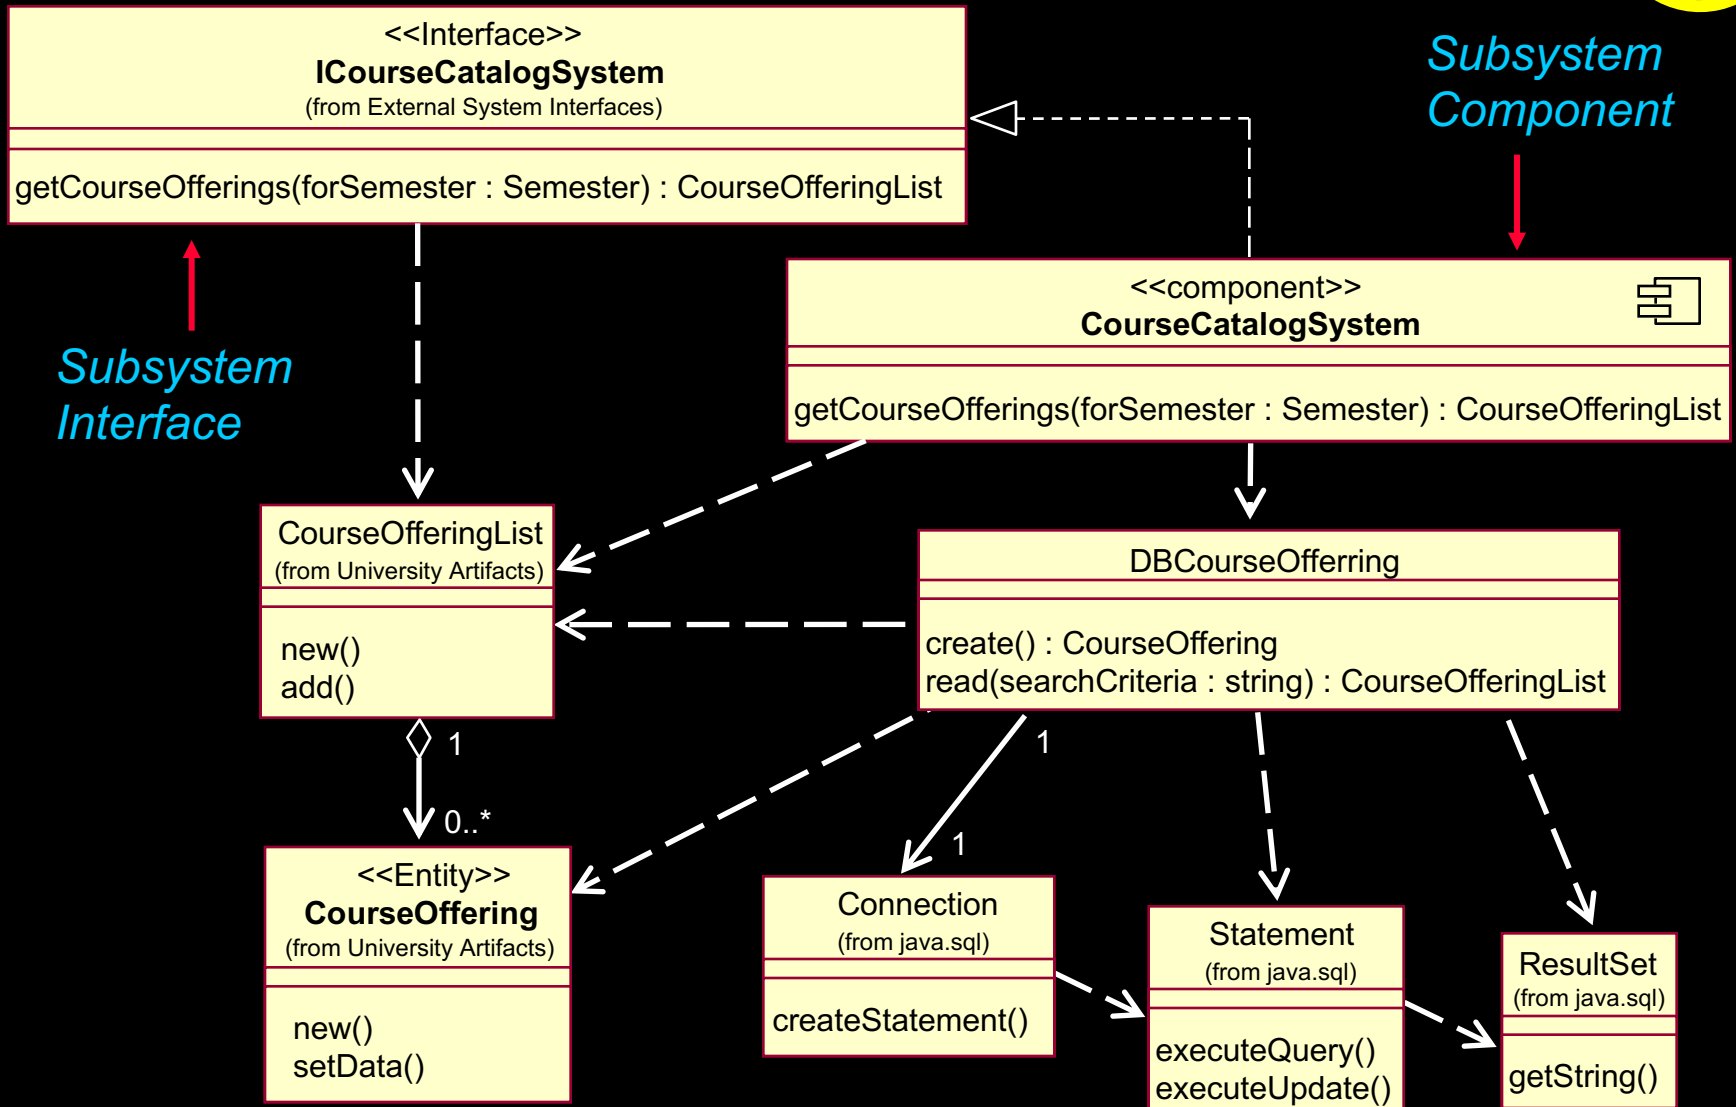 <<Interface>>
ICourseCatalogSystem
(from External System Interfaces)
getCourseOfferings(forSemester : Semester) : CourseOfferingList
Subsystem
Component
Subsystem
Interface
<<component>>
CourseCatalogSystem
getCourseOfferings(forSemester : Semester) : CourseOfferingList
CourseOfferingList
(from University Artifacts)
new()
add()
DBCourseOfferring
create() : CourseOffering
read(searchCriteria : string) : CourseOfferingList
1
0..*
1
1
<<Entity>>
CourseOffering
(from University Artifacts)
new()
setData()
Connection
(from java.sql)
createStatement()
Statement
(from java.sql)
executeQuery()
executeUpdate()
ResultSet
(from java.sql)
getString()